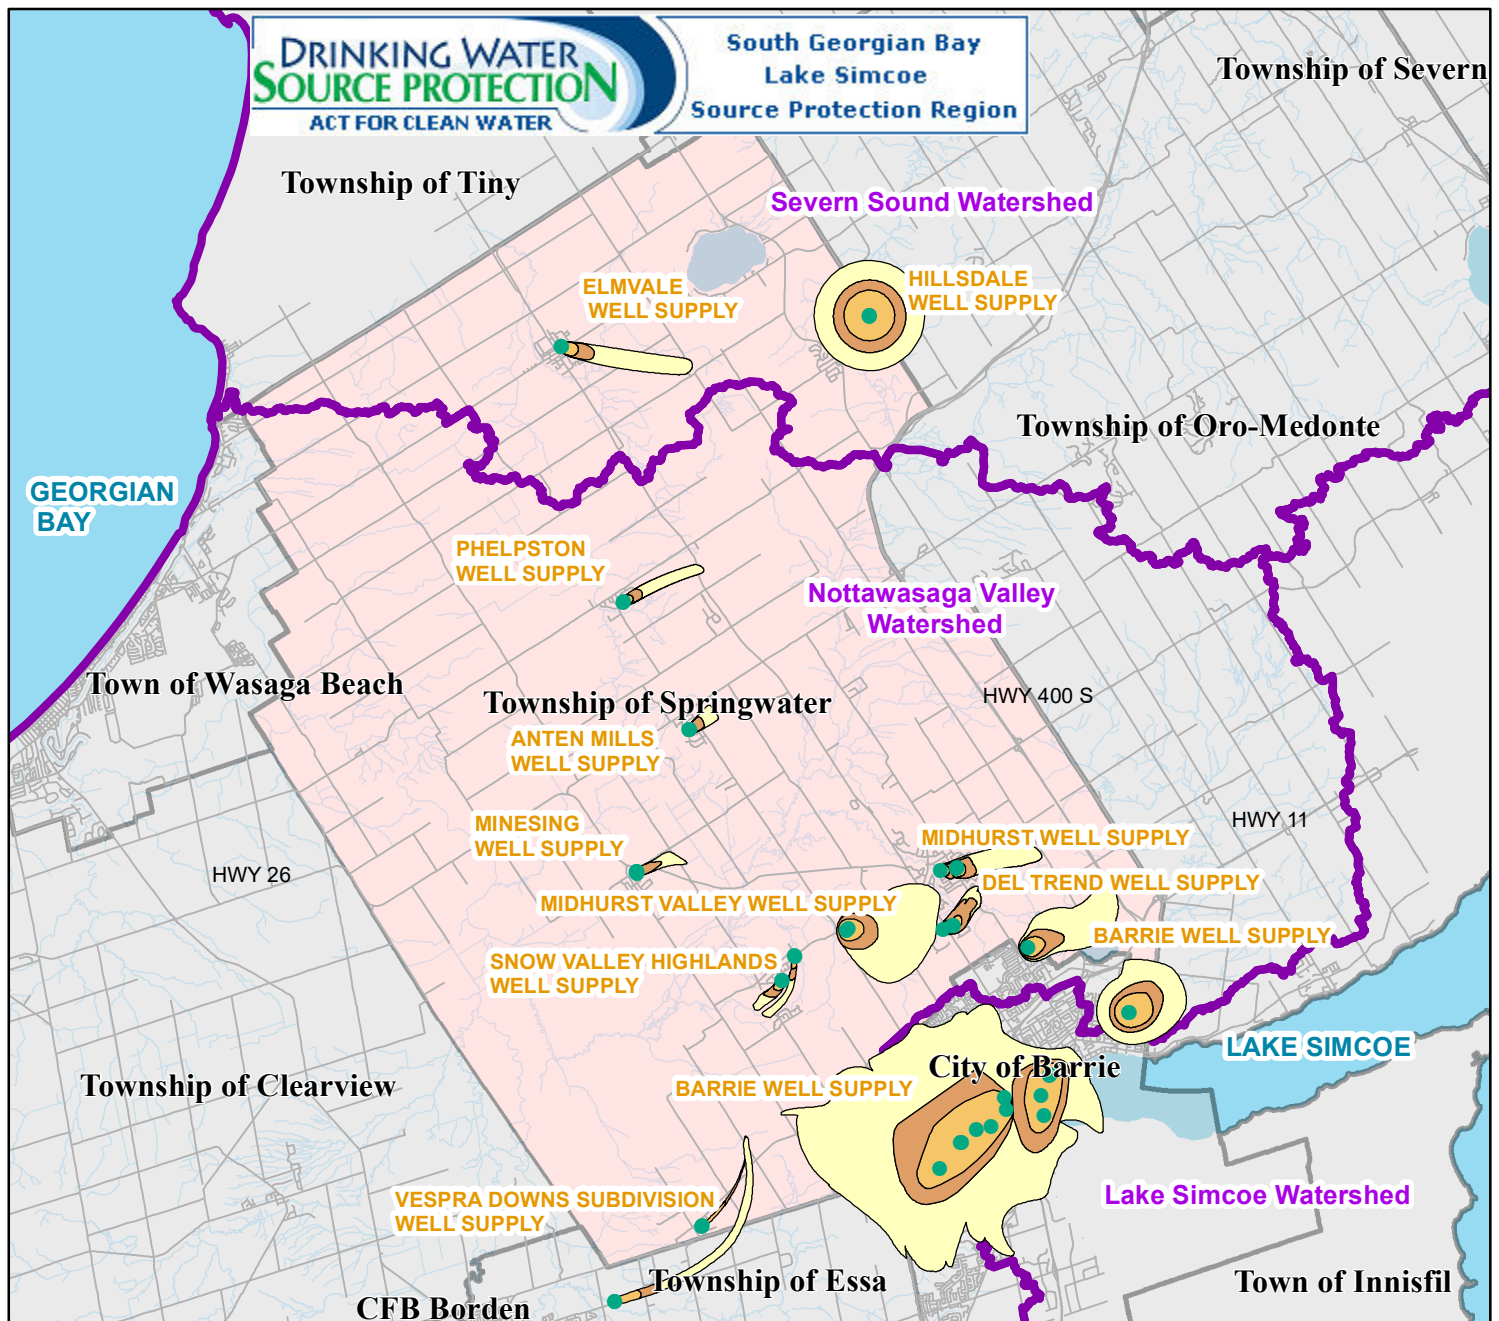 DRINKING WATER
SOURCE PROTECTION
ACT FOR CLEAN WATER
South Georgian Bay
Lake Simcoe
Source Protection Region
Township of Severn
Township of Tiny
Severn Sound Watershed
ELMVALE
WELL SUPPLY
HILLSDALE
WELL SUPPLY
Township of Oro-Medonte
GEORGIAN
BAY
PHELPSTON
WELL SUPPLY
Nottawasaga Valley
Watershed
Town of Wasaga Beach
Township of Springwater
HWY 400 S
ANTEN MILLS
WELL SUPPLY
MINESING
WELL SUPPLY
HWY 11
MIDHURST WELL SUPPLY
HWY 26
DEL TREND WELL SUPPLY
MIDHURST VALLEY WELL SUPPLY
BARRIE WELL SUPPLY
SNOW VALLEY HIGHLANDS
WELL SUPPLY
LAKE SIMCOE
City of Barrie
Township of Clearview
BARRIE WELL SUPPLY
Lake Simcoe Watershed
VESPRA DOWNS SUBDIVISION
WELL SUPPLY
Township of Essa
Town of Innisfil
CFB Borden